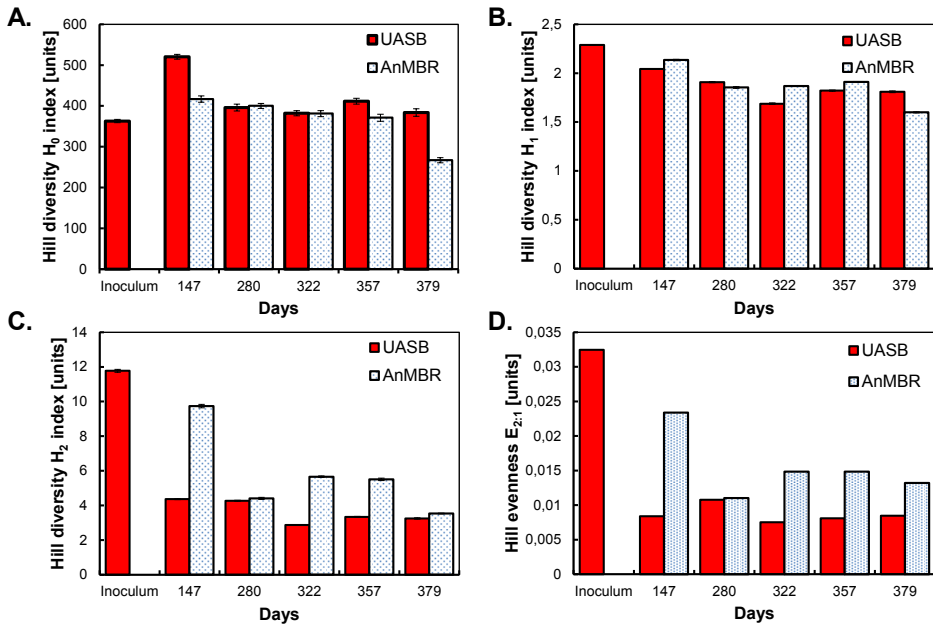 A.
Hill diversity H₀ index [units]
600
500
400
300
200
100
0
UASB
AnMBR
Inoculum 147 280 322 357 379
Days
B.
Hill diversity H₁ index [units]
2,5
2
1,5
1
0,5
0
UASB
AnMBR
Inoculum 147 280 322 357 379
Days
C.
Hill diversity H₂ index [units]
14
12
10
8
6
4
2
0
UASB
AnMBR
Inoculum 147 280 322 357 379
Days
D.
Hill evenness E₂:₁ [units]
0,035
0,03
0,025
0,02
0,015
0,01
0,005
0
UASB
AnMBR
Inoculum 147 280 322 357 379
Days